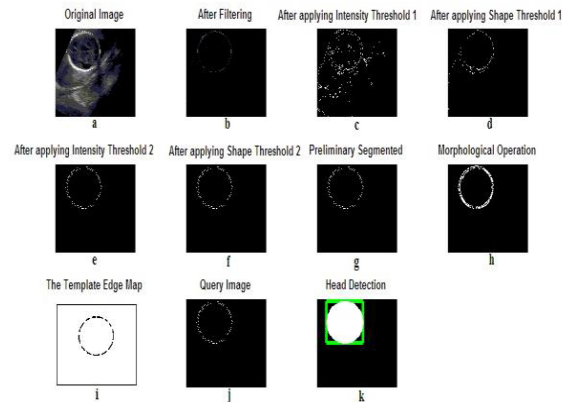 Original Image
After Filtering
After applying Intensity Threshold 1
After applying Shape Threshold 1
a
b
c
d
After applying Intensity Threshold 2
After applying Shape Threshold 2
Preliminary Segmented
Morphological Operation
e
f
g
h
The Template Edge Map
Query Image
Head Detection
i
j
k